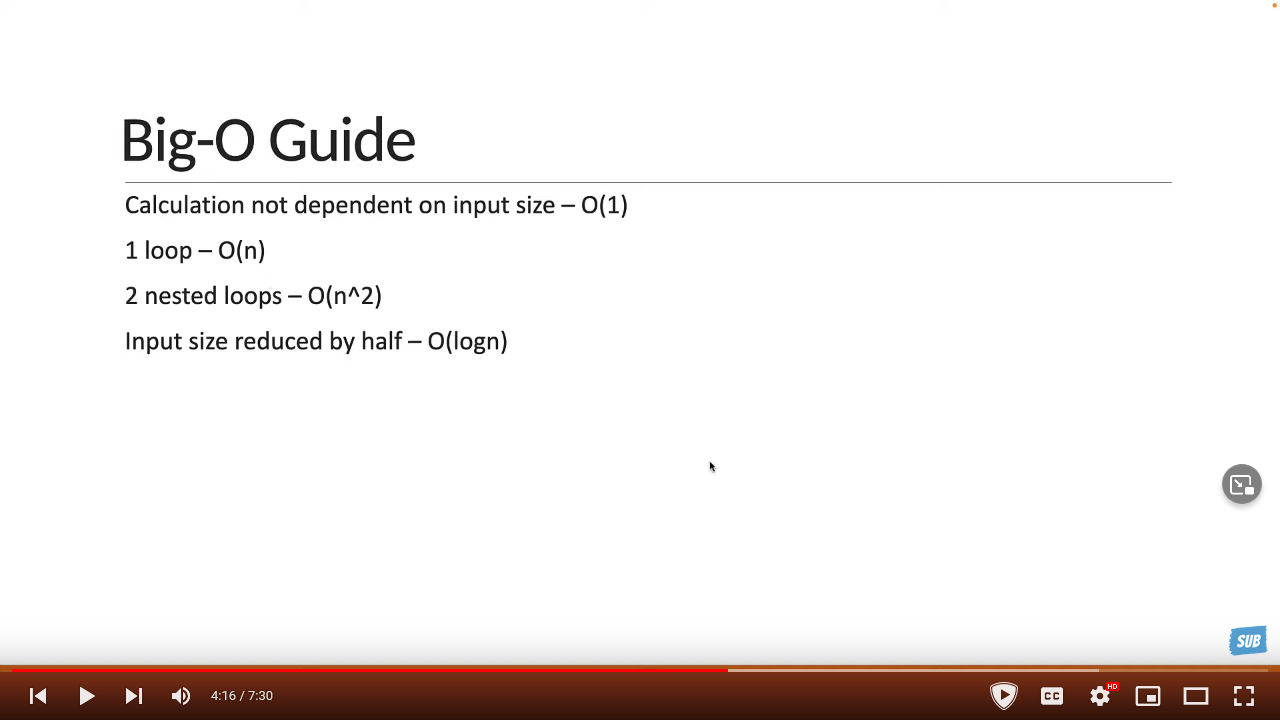 Big-O Guide
Calculation not dependent on input size – O(1)
1 loop – O(n)
2 nested loops – O(n^2)
Input size reduced by half – O(logn)
SUB
4:16 / 7:30
CC
HD